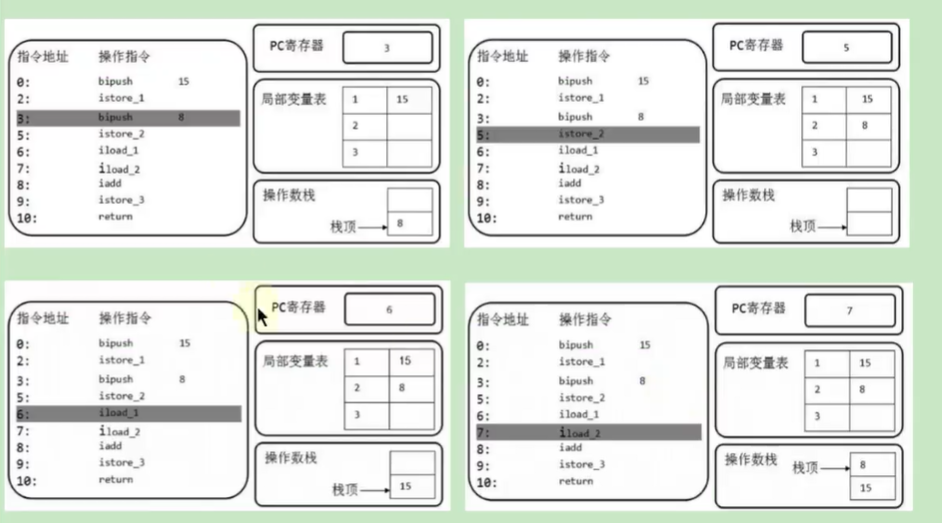 指令地址 操作指令
0: bipush 15
2: istore_1
3: bipush 8
5: istore_2
6: iload_1
7: iload_2
8: iadd
9: istore_3
10: return
PC寄存器 3
局部变量表 1 15
2
3
操作数栈
栈顶 8
指令地址 操作指令
0: bipush 15
2: istore_1
3: bipush 8
5: istore_2
6: iload_1
7: iload_2
8: iadd
9: istore_3
10: return
PC寄存器 5
局部变量表 1 15
2 8
3
操作数栈
栈顶
指令地址 操作指令
0: bipush 15
2: istore_1
3: bipush 8
5: istore_2
6: iload_1
7: iload_2
8: iadd
9: istore_3
10: return
PC寄存器 6
局部变量表 1 15
2 8
3
操作数栈
栈顶 15
指令地址 操作指令
0: bipush 15
2: istore_1
3: bipush 8
5: istore_2
6: iload_1
7: iload_2
8: iadd
9: istore_3
10: return
PC寄存器 7
局部变量表 1 15
2 8
3
操作数栈 栈顶 8
15